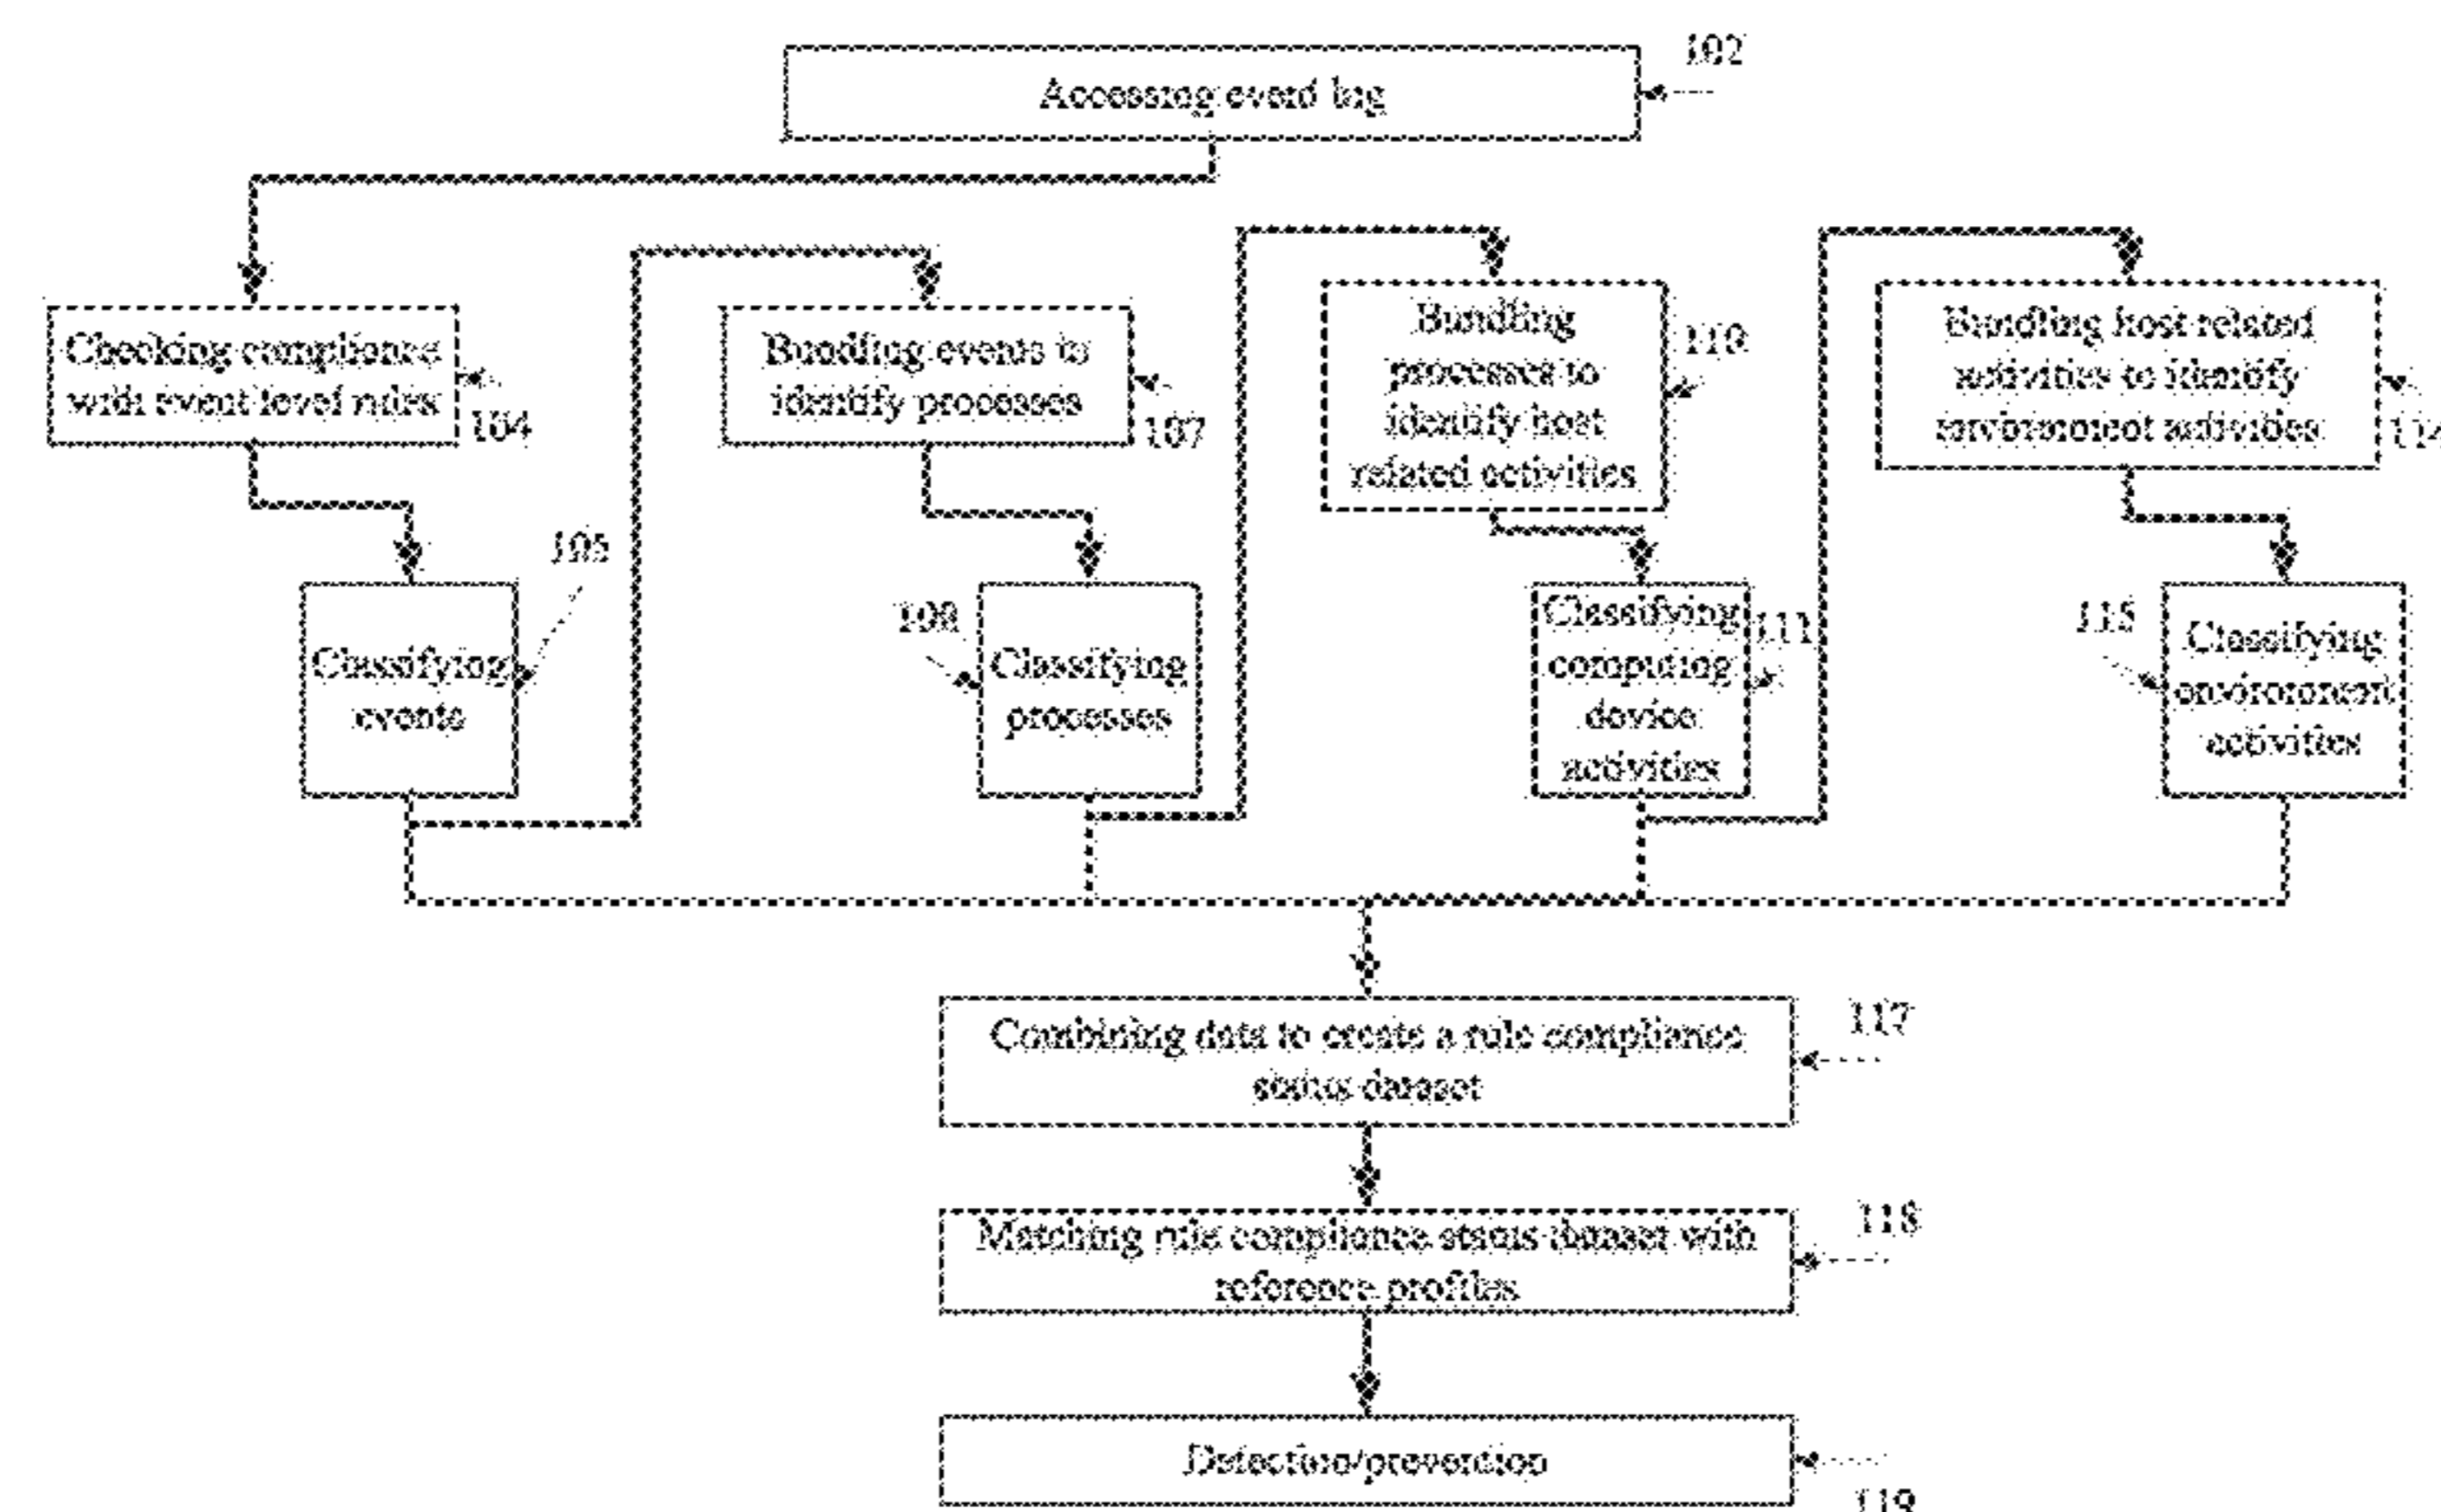 102
Accessing event log
Checking compliance
with event level rules
104
Bundling events to
identify processes
107
Bundling
processes to
identify host
related activities
110
Bundling host related
activities to identify
environment activities
Classifying
events
105
108
Classifying
processes
Classifying
computing
device
activities
111
115
Classifying
environment
activities
Combining data to create a rule compliance
status dataset
117
Matching rule compliance status dataset with
reference profiles
118
Detection/prevention
119